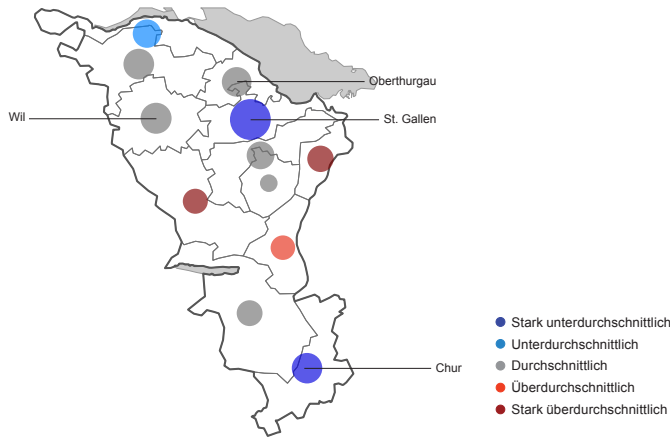 Oberthurgau
Wil
St. Gallen
Chur
Stark unterdurchschnittlich
Unterdurchschnittlich
Durchschnittlich
Überdurchschnittlich
Stark überdurchschnittlich